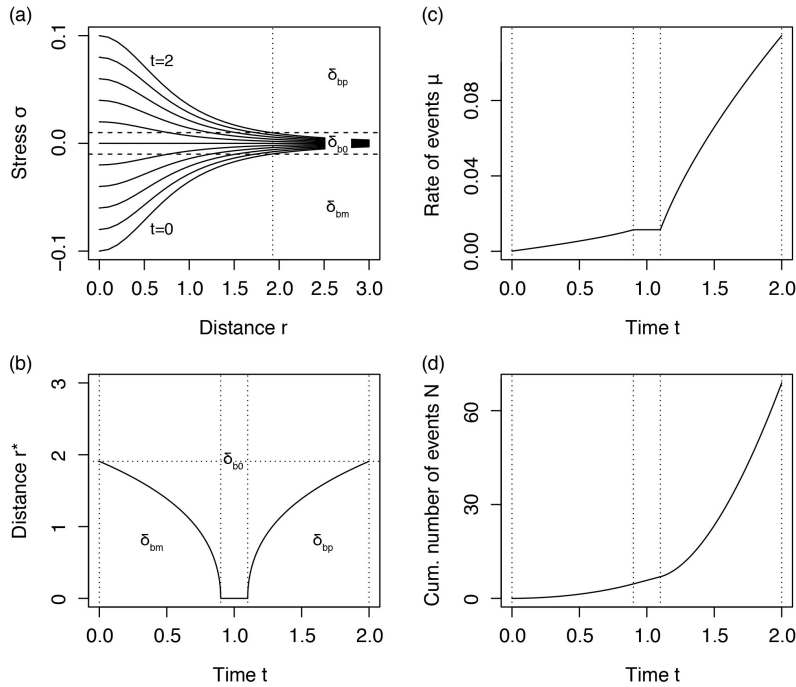 (a)
0.1
0.0
−0.1
Stress σ
t=2
t=0
δbp
δb0
δbm
0.0 0.5 1.0 1.5 2.0 2.5 3.0
Distance r
(c)
0.08
0.04
0.00
Rate of events μ
0.0 0.5 1.0 1.5 2.0
Time t
(b)
3
2
1
0
Distance r*
δb0
δbm
δbp
0.0 0.5 1.0 1.5 2.0
Time t
(d)
60
30
0
Cum. number of events N
0.0 0.5 1.0 1.5 2.0
Time t